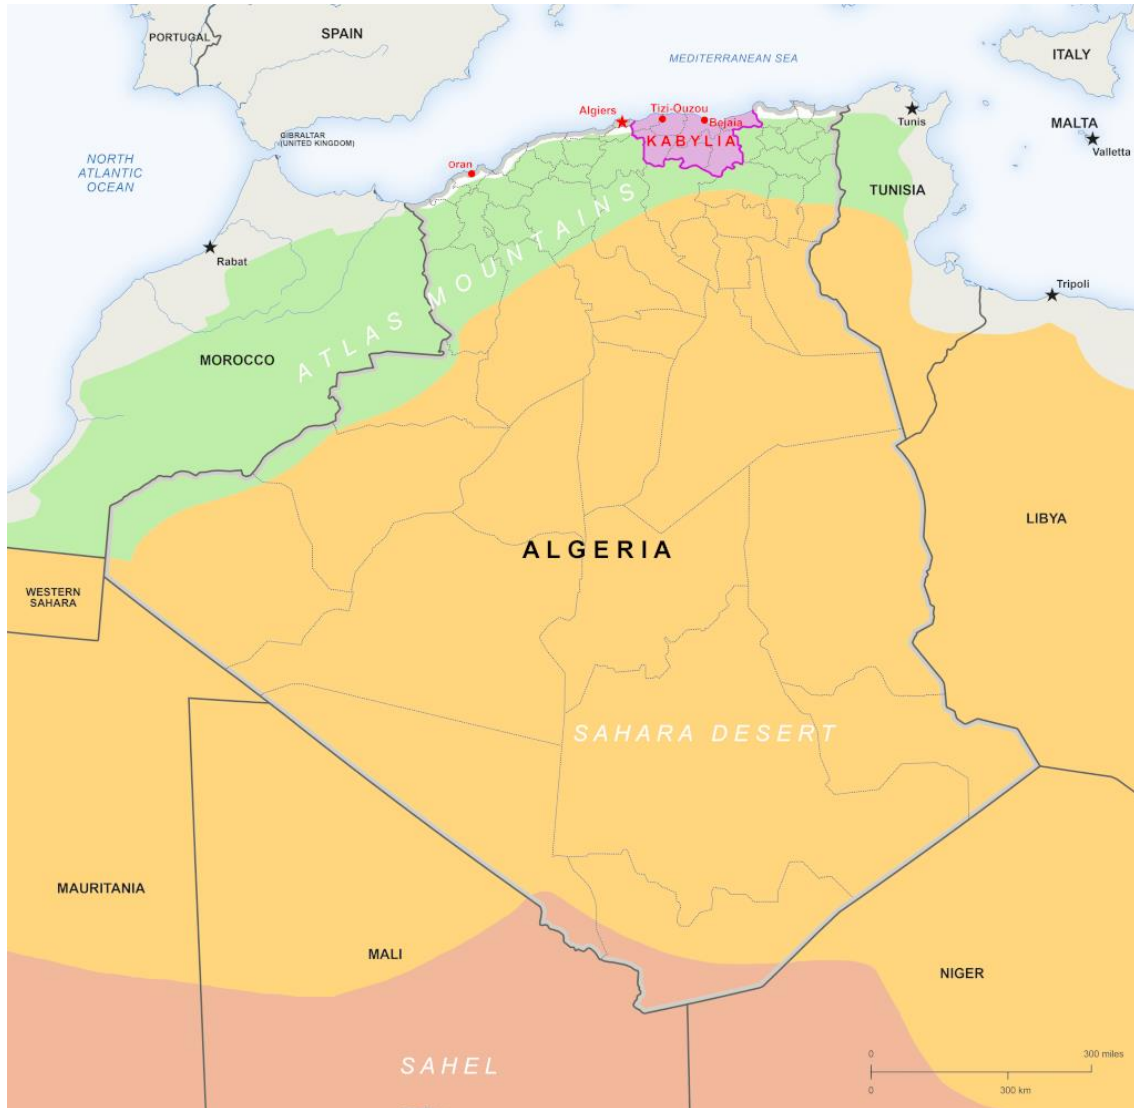 PORTUGAL
SPAIN
ITALY
MEDITERRANEAN SEA
Algiers
Tizi-Ouzou
Bejaia
Tunis
MALTA
Valletta
KABYLIA
GIBRALTAR
(UNITED KINGDOM)
NORTH
ATLANTIC
OCEAN
Oran
TUNISIA
Rabat
ATLAS MOUNTAINS
Tripoli
MOROCCO
LIBYA
ALGERIA
WESTERN
SAHARA
SAHARA DESERT
MAURITANIA
MALI
NIGER
SAHEL
0
300 miles
0
300 km